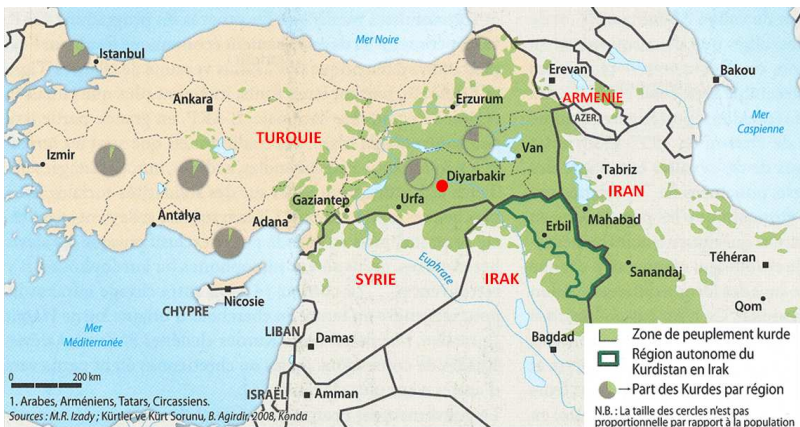 Mer Noire
Istanbul
Ankara
Erevan
Bakou
Erzurum
ARMENIE
AZER.
Mer
Caspienne
TURQUIE
Izmir
Van
Tabriz
Diyarbakir
IRAN
Gaziantep
Urfa
Antalya
Adana
Erbil
Mahabad
Téhéran
Euphrate
SYRIE
IRAK
Sanandaj
Nicosie
CHYPRE
Qom
Mer
Méditerranée
LIBAN
Damas
Bagdad
ISRAËL
Amman
0 200 km
Zone de peuplement kurde
Région autonome du
Kurdistan en Irak
Part des Kurdes par région
N.B. : La taille des cercles n'est pas
proportionnelle par rapport à la population
1. Arabes, Arméniens, Tatars, Circassiens.
Sources : M.R. Izady ; Kürtler ve Kürt Sorunu, B. Agirdir, 2008, Konda